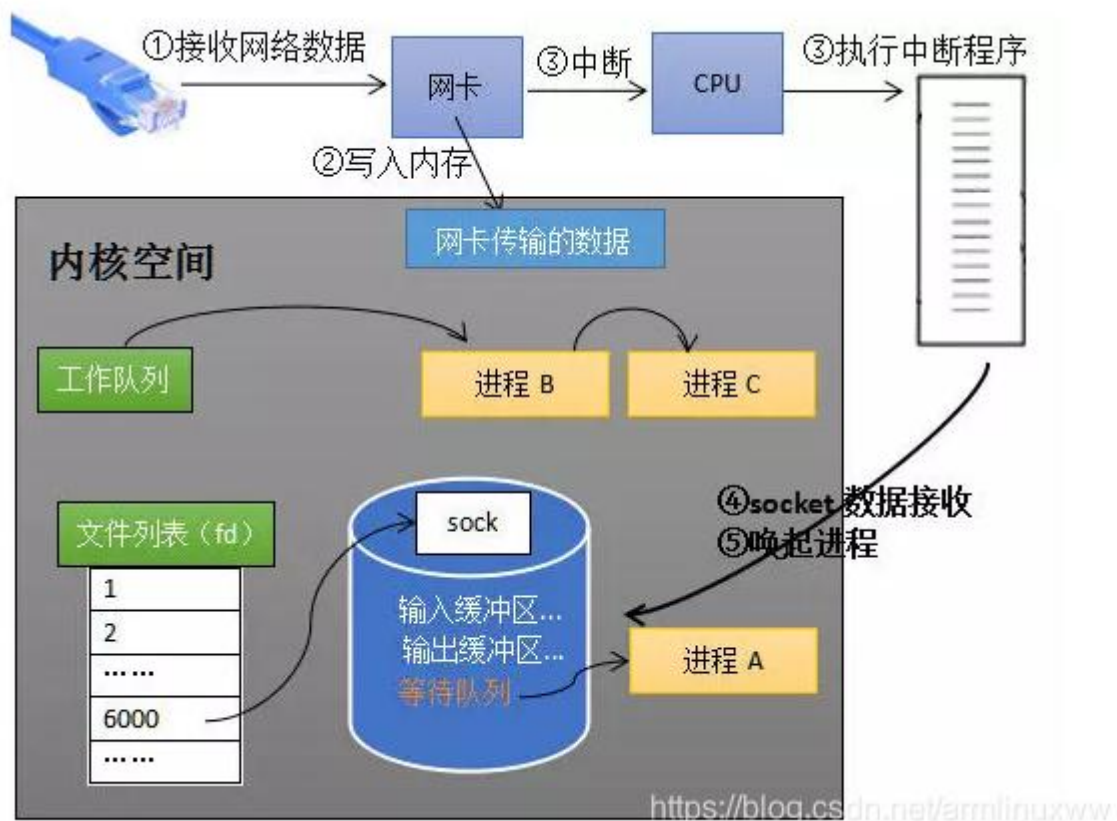 ①接收网络数据
网卡
③中断
CPU
③执行中断程序
②写入内存
网卡传输的数据
内核空间
工作队列
进程 B
进程 C
④socket 数据接收
⑤唤起进程
文件列表（fd）
1
2
……
6000
……
sock
输入缓冲区...
输出缓冲区...
等待队列
进程 A
https://blog.csdn.net/armlinuxww